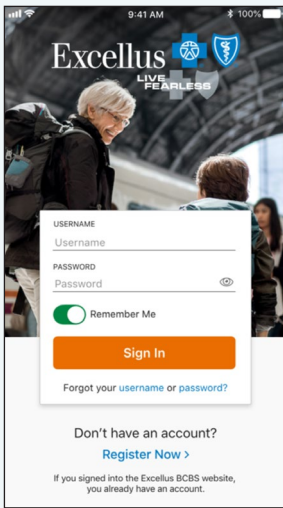 9:41 AM
100%
Excellus
LIVE
FEARLESS
USERNAME
Username
PASSWORD
Password
Remember Me
Sign In
Forgot your username or password?
Don't have an account?
Register Now >
If you signed into the Excellus BCBS website,
you already have an account.